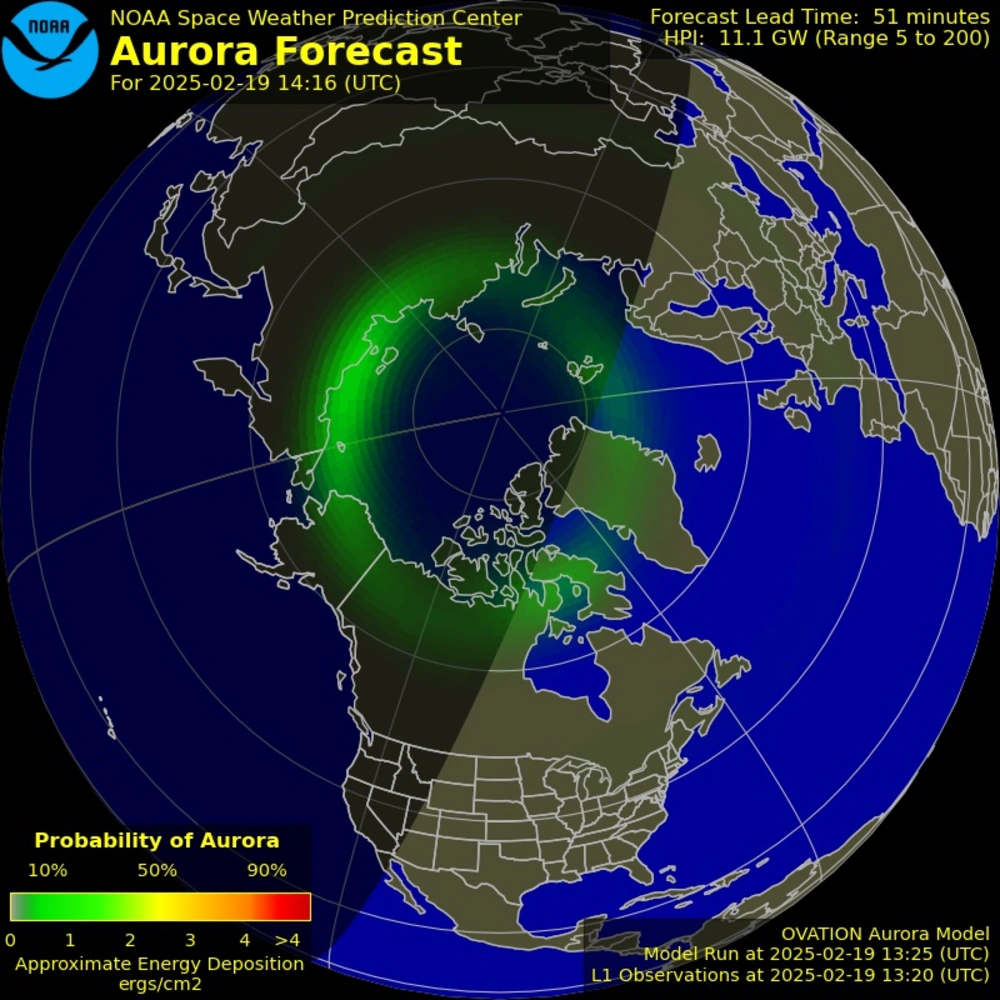 NOAA
NOAA Space Weather Prediction Center
Aurora Forecast
For 2025-02-19 14:16 (UTC)
Forecast Lead Time: 51 minutes
HPI: 11.1 GW (Range 5 to 200)
Probability of Aurora
10% 50% 90%
0 1 2 3 4 >4
Approximate Energy Deposition
ergs/cm2
OVATION Aurora Model
Model Run at 2025-02-19 13:25 (UTC)
L1 Observations at 2025-02-19 13:20 (UTC)